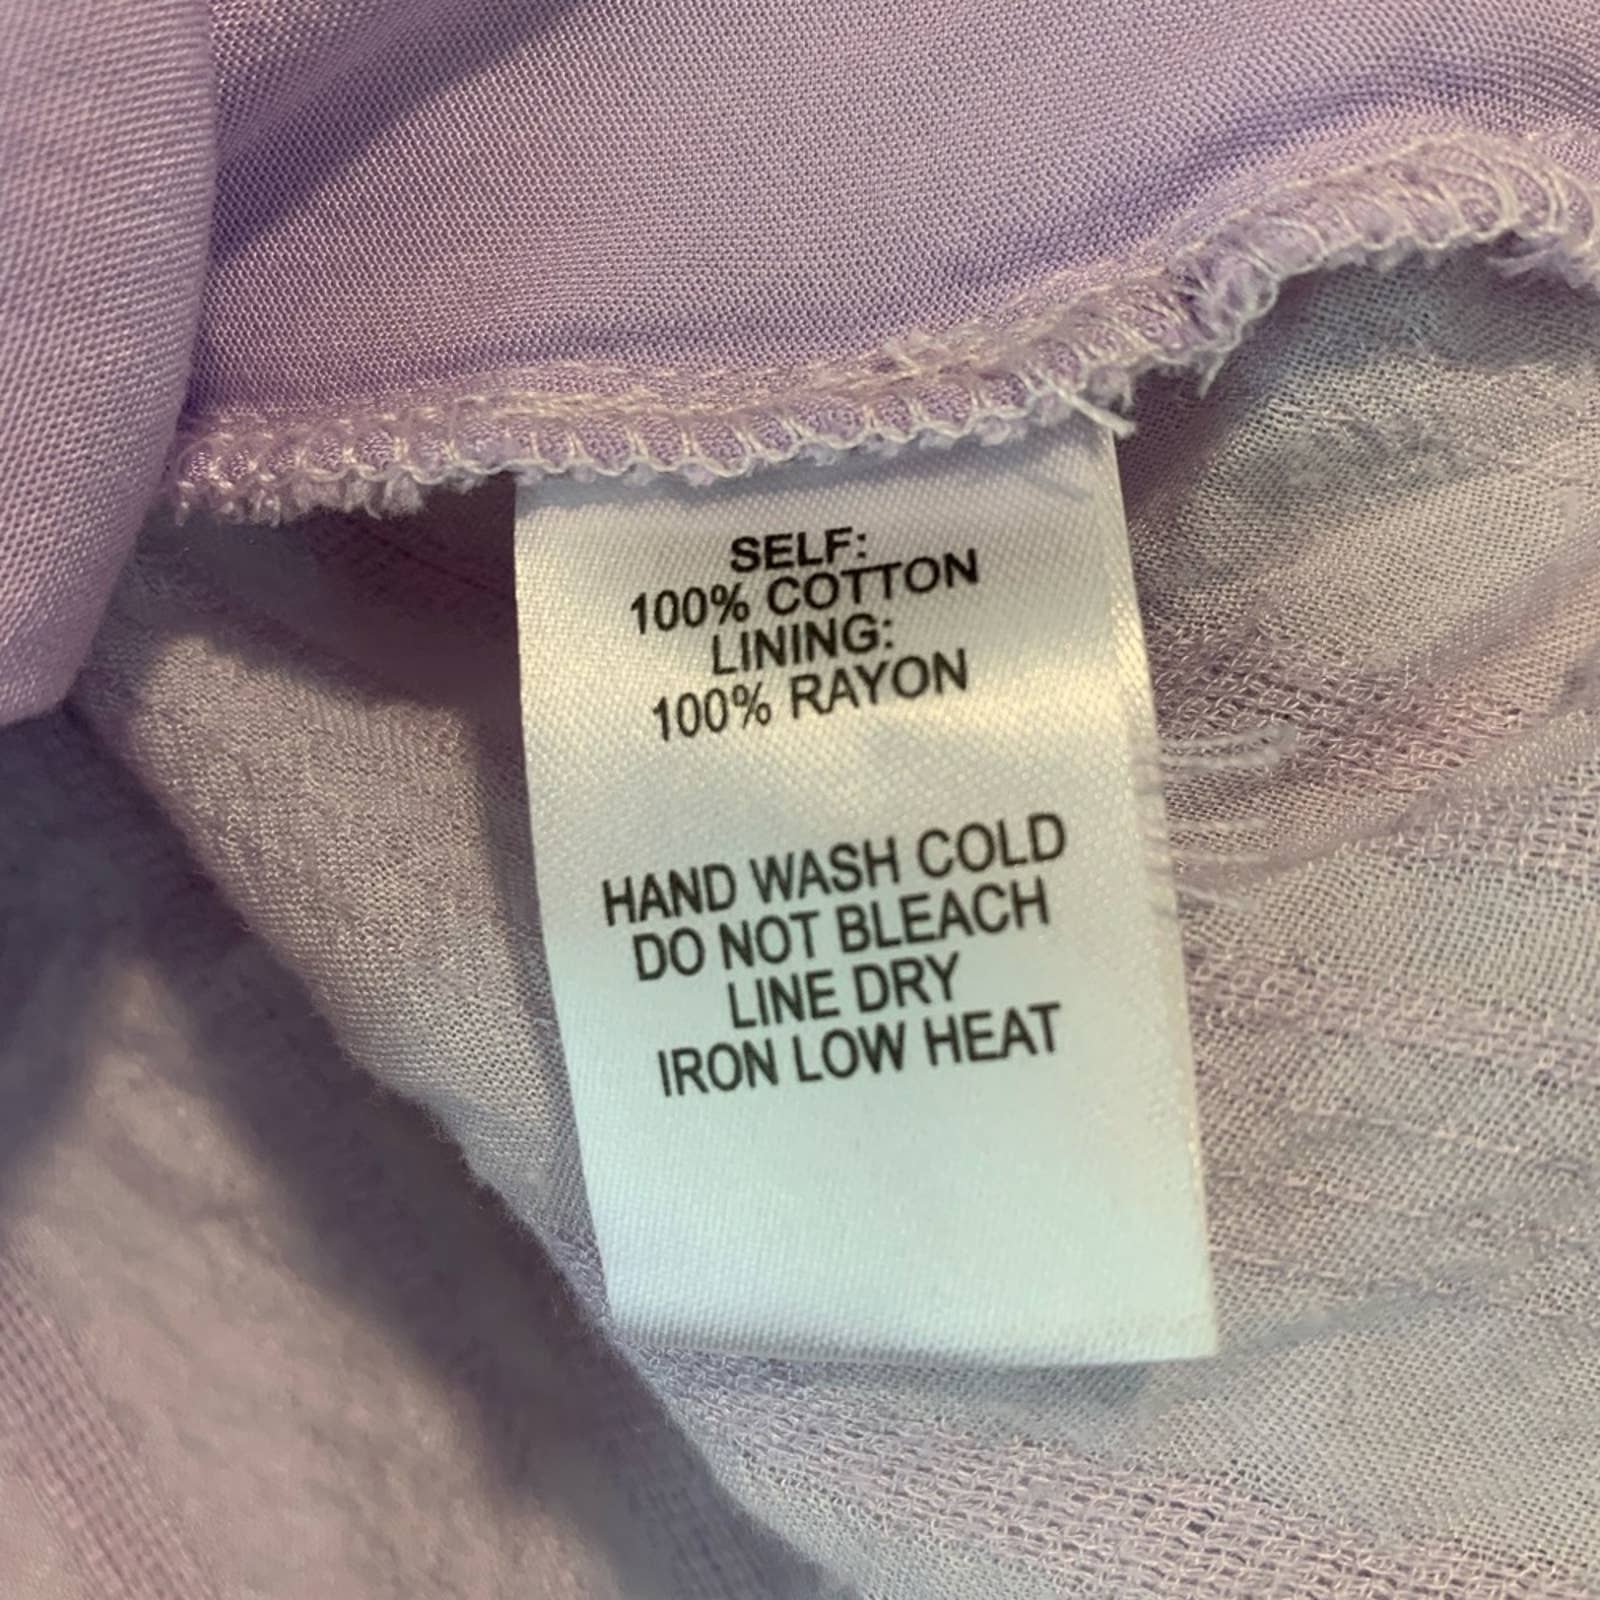 SELF:
100% COTTON
LINING:
100% RAYON
HAND WASH COLD
DO NOT BLEACH
LINE DRY
IRON LOW HEAT